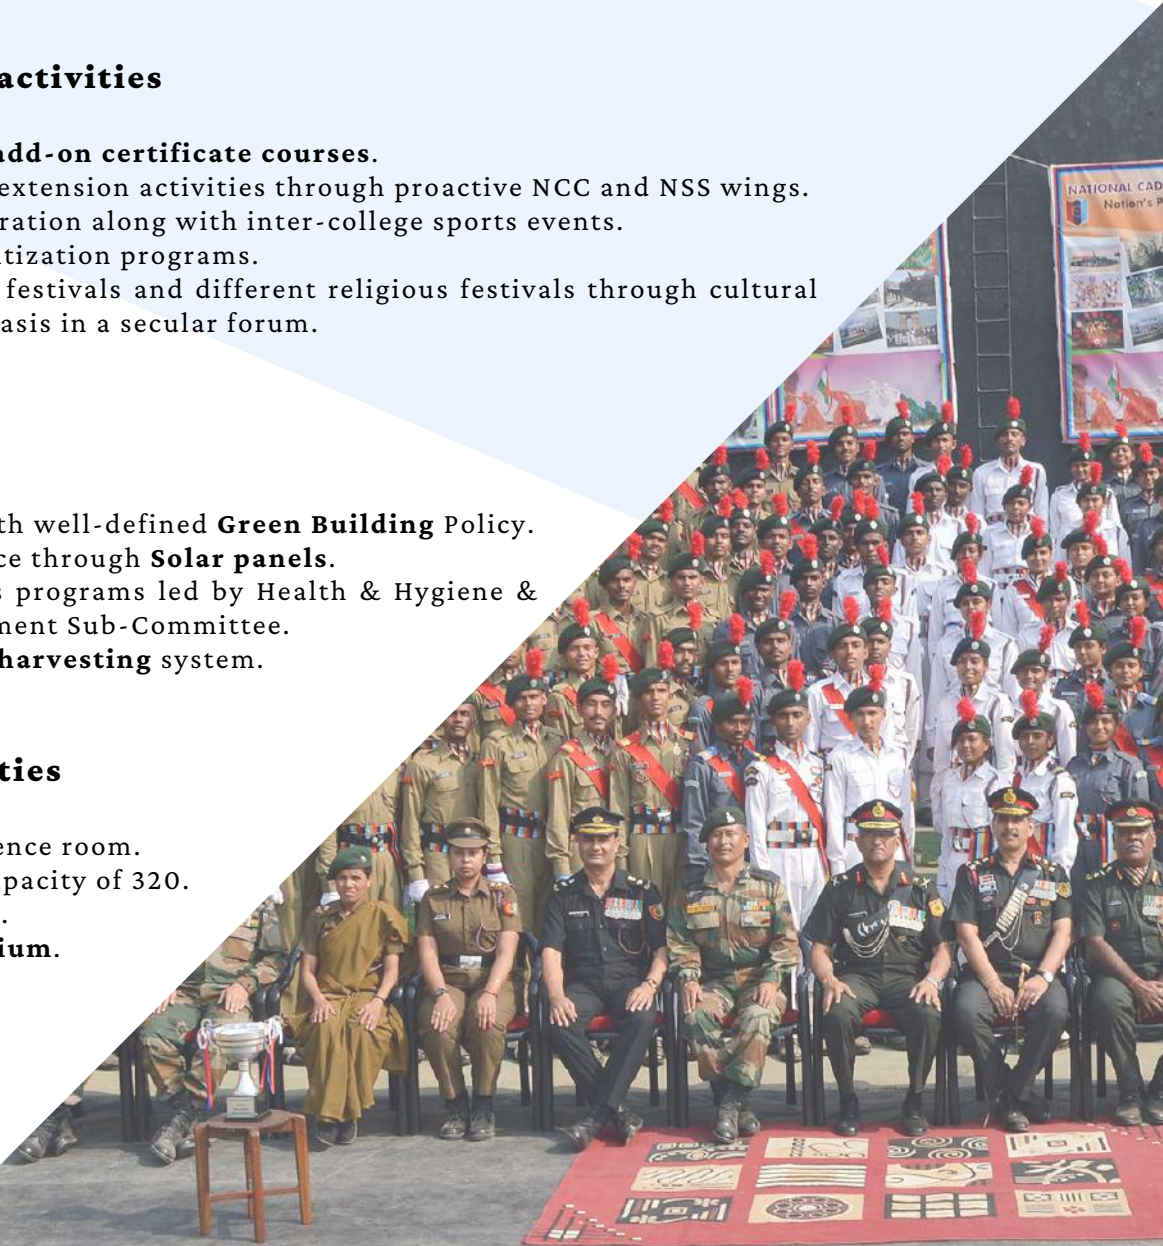 activities
add-on certificate courses.
extension activities through proactive NCC and NSS wings.
ration along with inter-college sports events.
tization programs.
festivals and different religious festivals through cultural
asis in a secular forum.
NATIONAL CAD
Nation's P
th well-defined Green Building Policy.
ce through Solar panels.
s programs led by Health & Hygiene &
ment Sub-Committee.
harvesting system.
ties
ence room.
pacity of 320.
.
ium.